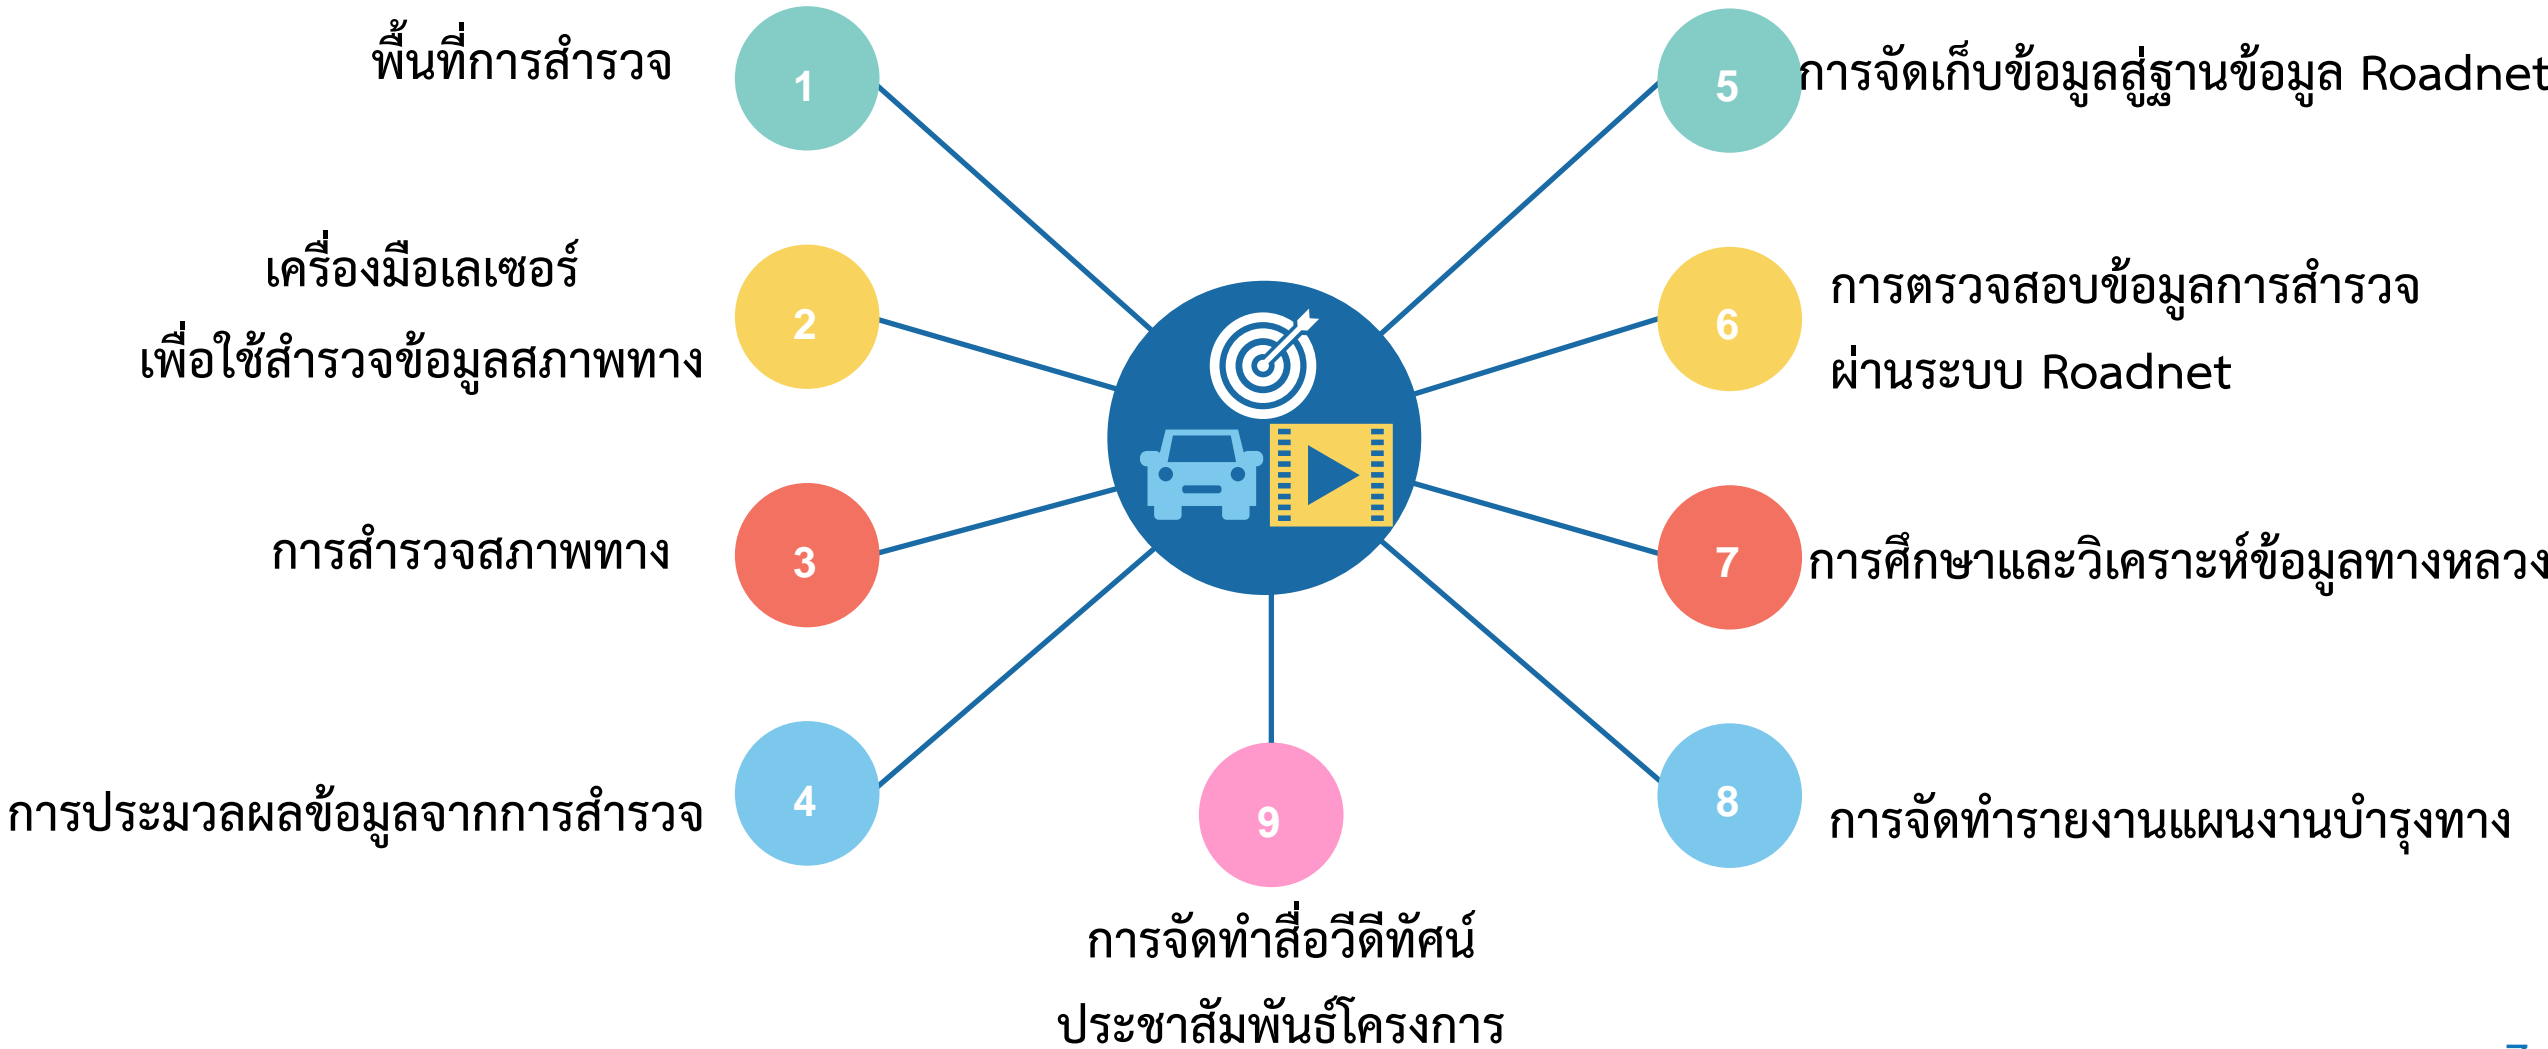 พื้นที่การสำรวจ
1
เครื่องมือเลเซอร์
เพื่อใช้สำรวจข้อมูลสภาพทาง
2
การสำรวจสภาพทาง
3
การประมวลผลข้อมูลจากการสำรวจ
4
5
การจัดเก็บข้อมูลสู่ฐานข้อมูล Roadnet
6
การตรวจสอบข้อมูลการสำรวจ
ผ่านระบบ Roadnet
7
การศึกษาและวิเคราะห์ข้อมูลทางหลวง
8
การจัดทำรายงานแผนงานบำรุงทาง
9
การจัดทำสื่อวีดีทัศน์
ประชาสัมพันธ์โครงการ